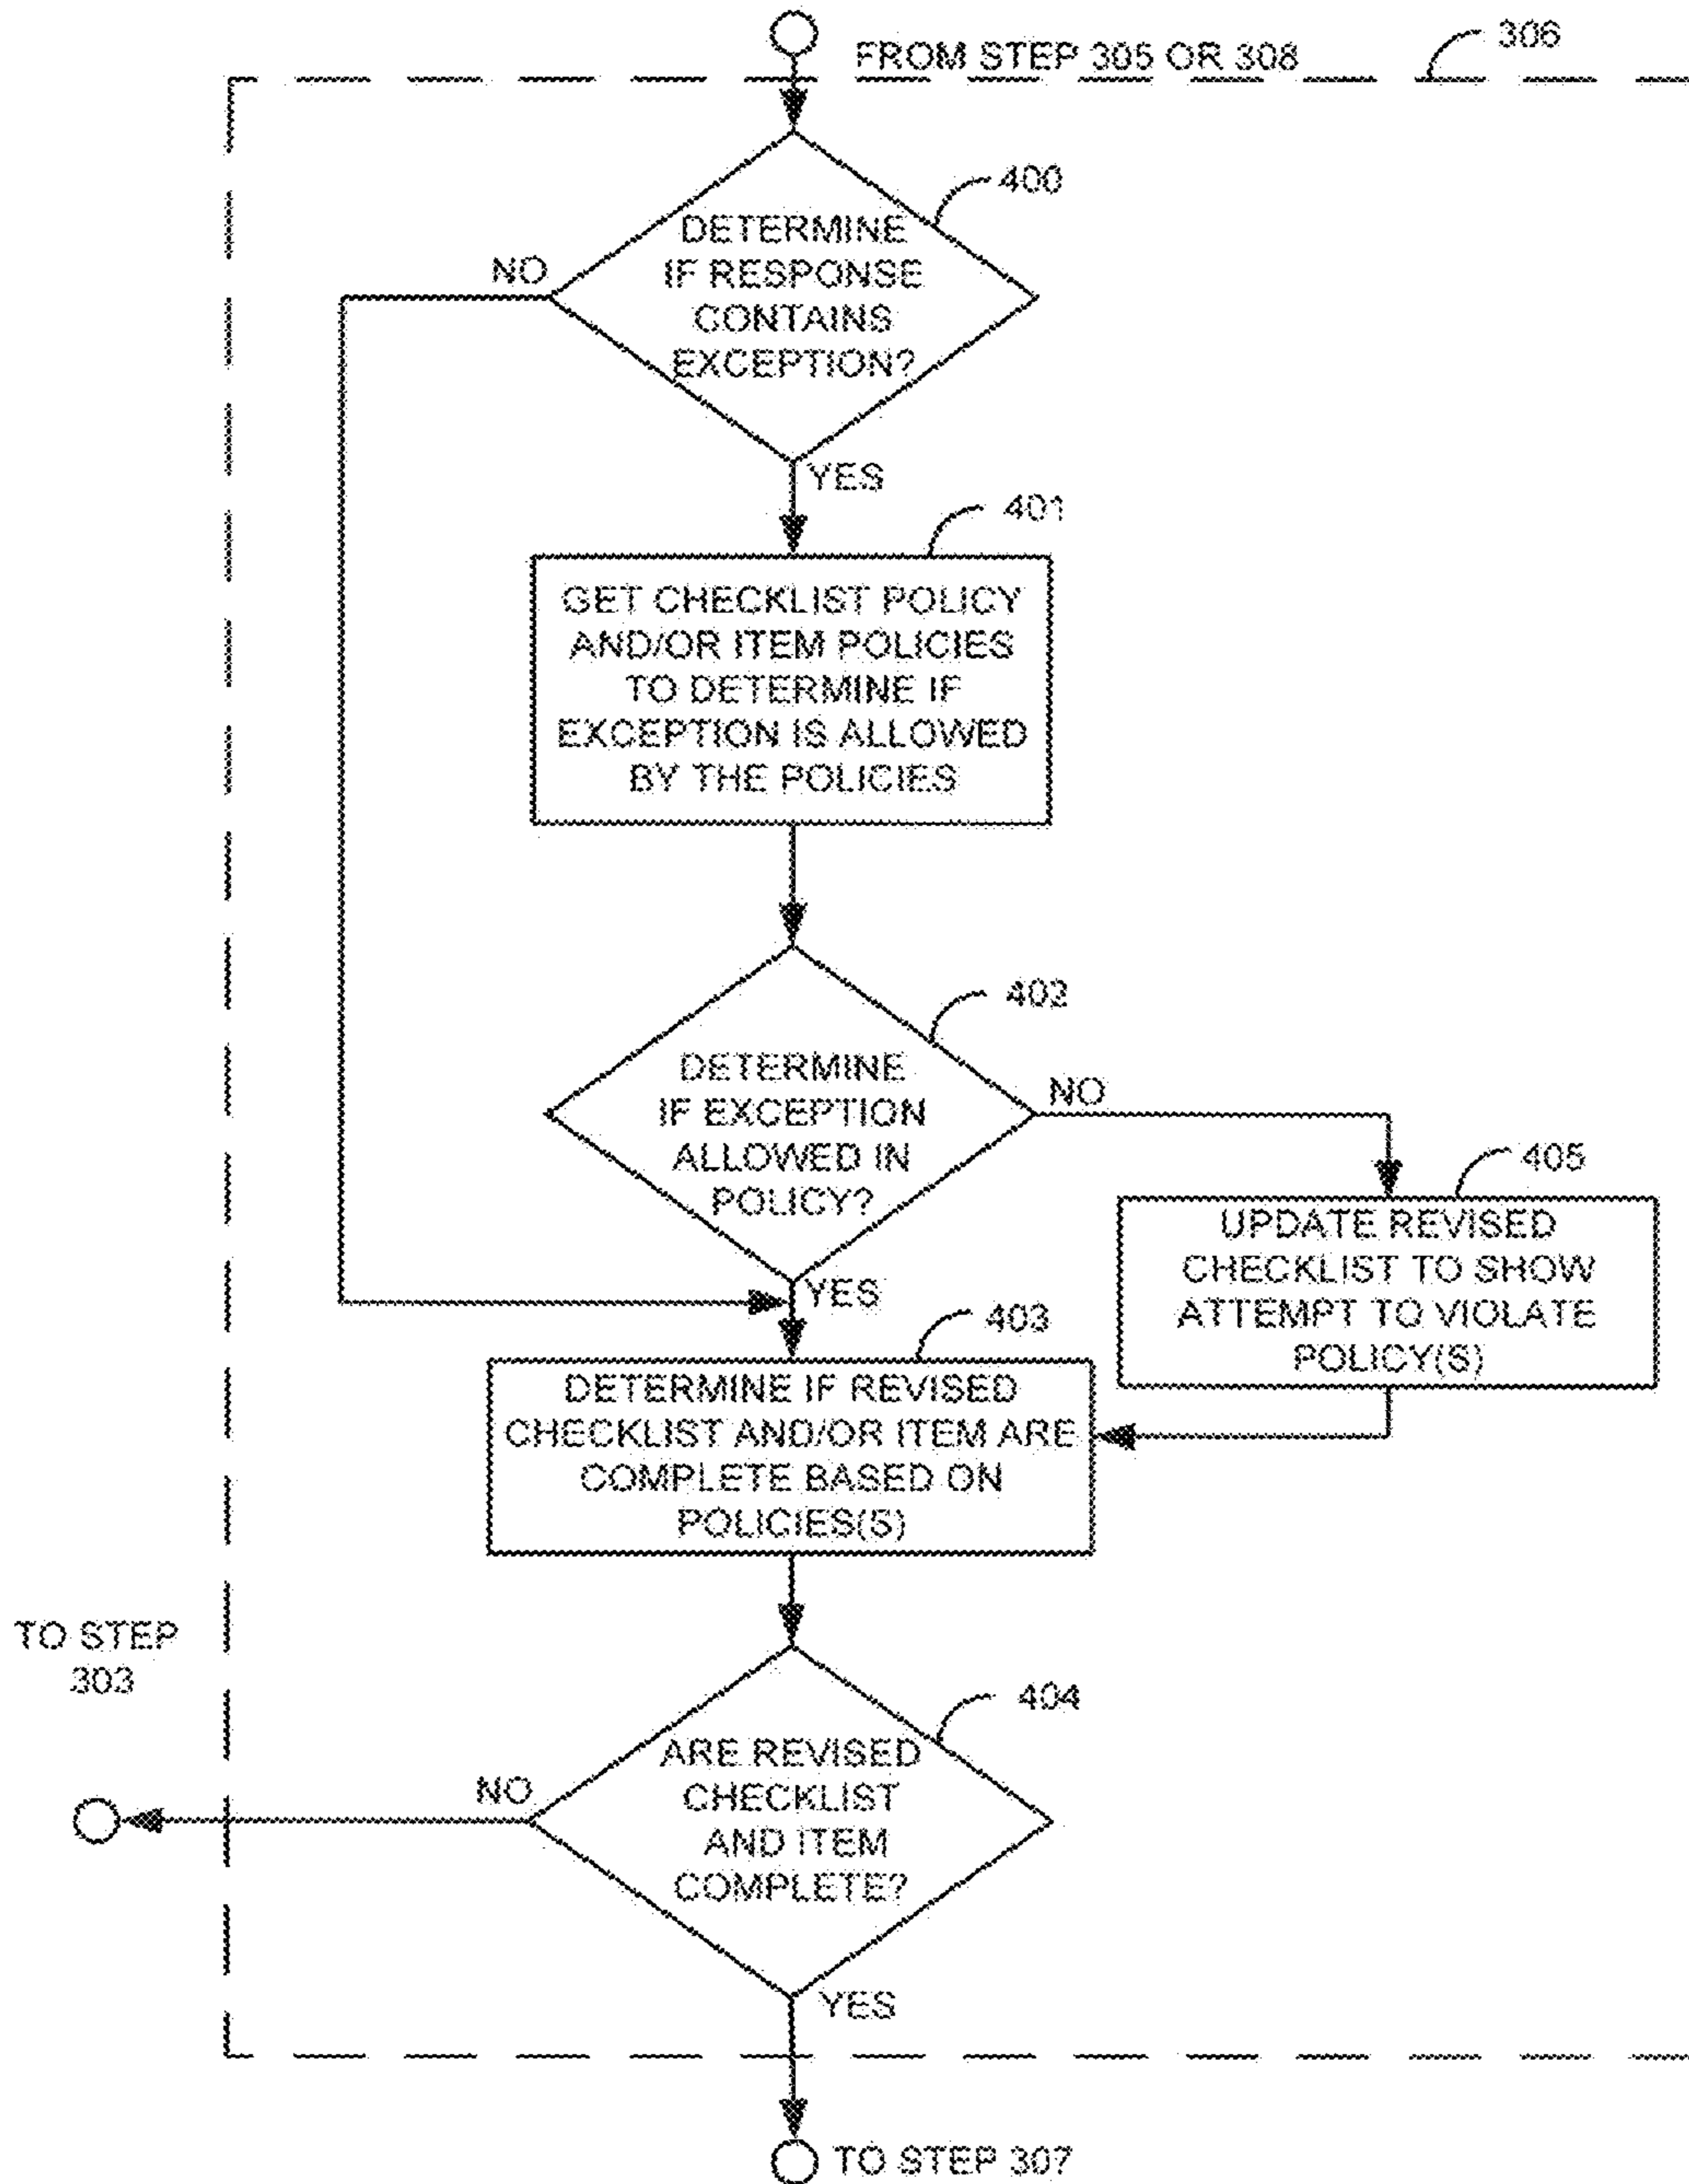 FROM STEP 305 OR 308
306
400
DETERMINE
IF RESPONSE
CONTAINS
EXCEPTION?
NO
YES
401
GET CHECKLIST POLICY
AND/OR ITEM POLICIES
TO DETERMINE IF
EXCEPTION IS ALLOWED
BY THE POLICIES
402
DETERMINE
IF EXCEPTION
ALLOWED IN
POLICY?
NO
YES
405
UPDATE REVISED
CHECKLIST TO SHOW
ATTEMPT TO VIOLATE
POLICY(S)
403
DETERMINE IF REVISED
CHECKLIST AND/OR ITEM ARE
COMPLETE BASED ON
POLICIES(5)
TO STEP
303
404
ARE REVISED
CHECKLIST
AND ITEM
COMPLETE?
NO
YES
TO STEP 307